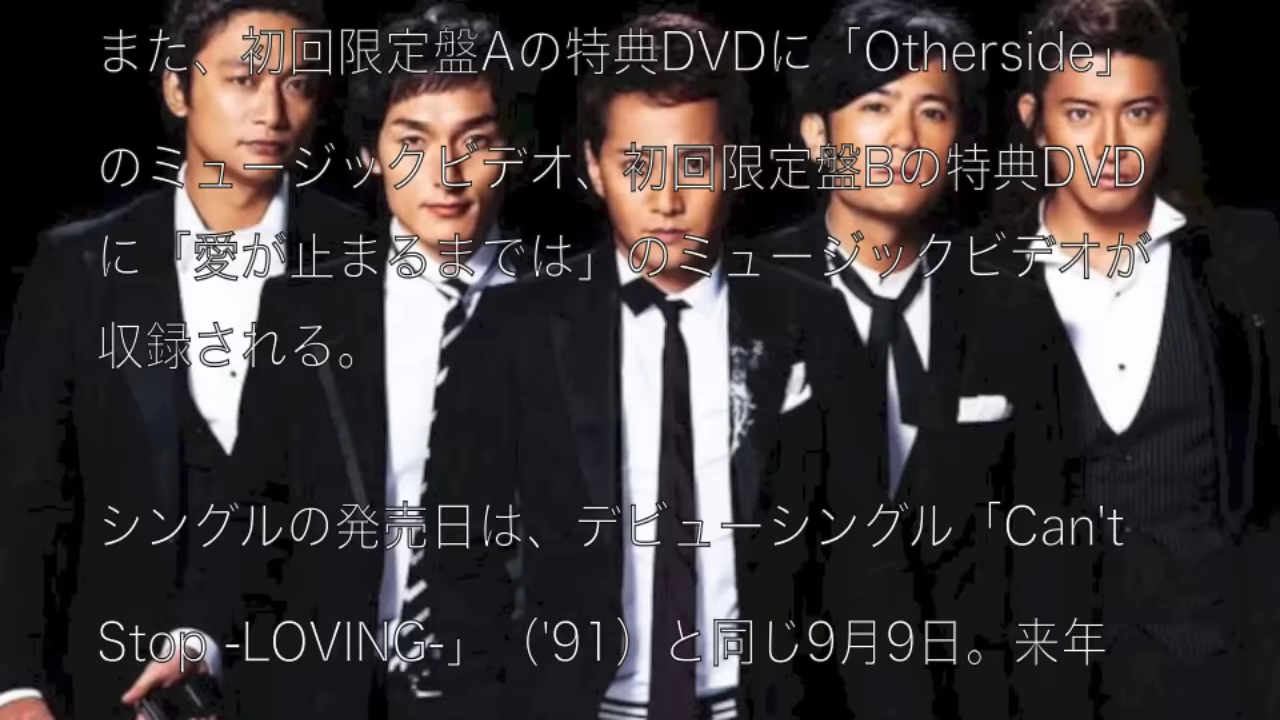 また、初回限定盤Aの特典DVDに「Otherside」
のミュージックビデオ、初回限定盤Bの特典DVD
に「愛が止まるまでは」のミュージックビデオが
収録される。
シングルの発売日は、デビューシングル「Can't
Stop -LOVING-」（'91）と同じ9月9日。来年